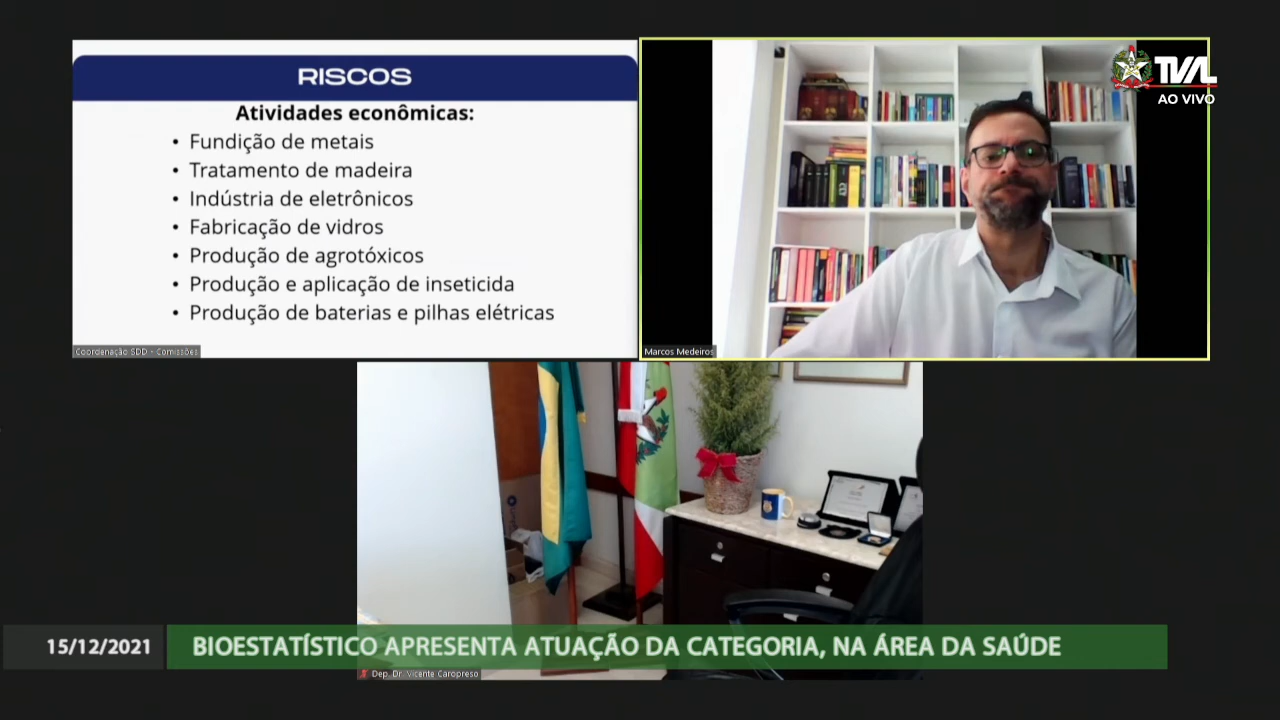 RISCOS
Atividades econômicas:
• Fundição de metais
• Tratamento de madeira
• Indústria de eletrônicos
• Fabricação de vidros
• Produção de agrotóxicos
• Produção e aplicação de inseticida
• Produção de baterias e pilhas elétricas
Coordenação SDD - Comissões
TVAL
AO VIVO
Marcos Medeiros
15/12/2021
BIOESTATÍSTICO APRESENTA ATUAÇÃO DA CATEGORIA, NA ÁREA DA SAÚDE
Dep. Dr. Vicente Caropreso